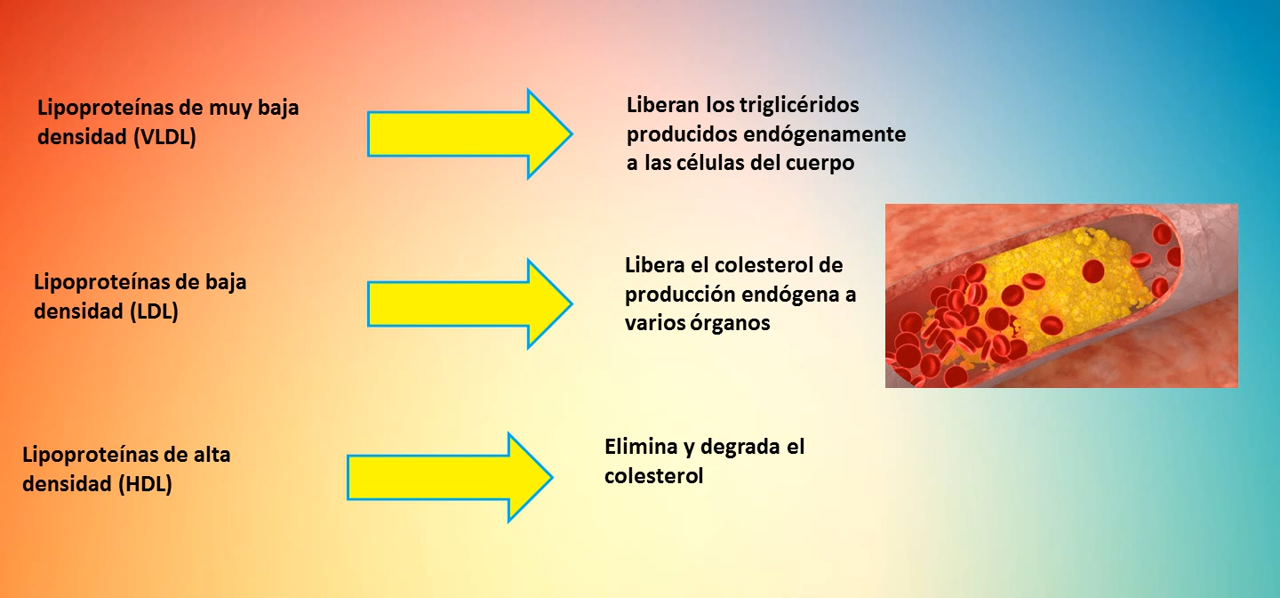 Lipoproteínas de muy baja
densidad (VLDL)
Liberan los triglicéridos
producidos endógenamente
a las células del cuerpo
Lipoproteínas de baja
densidad (LDL)
Libera el colesterol de
producción endógena a
varios órganos
Lipoproteínas de alta
densidad (HDL)
Elimina y degrada el
colesterol